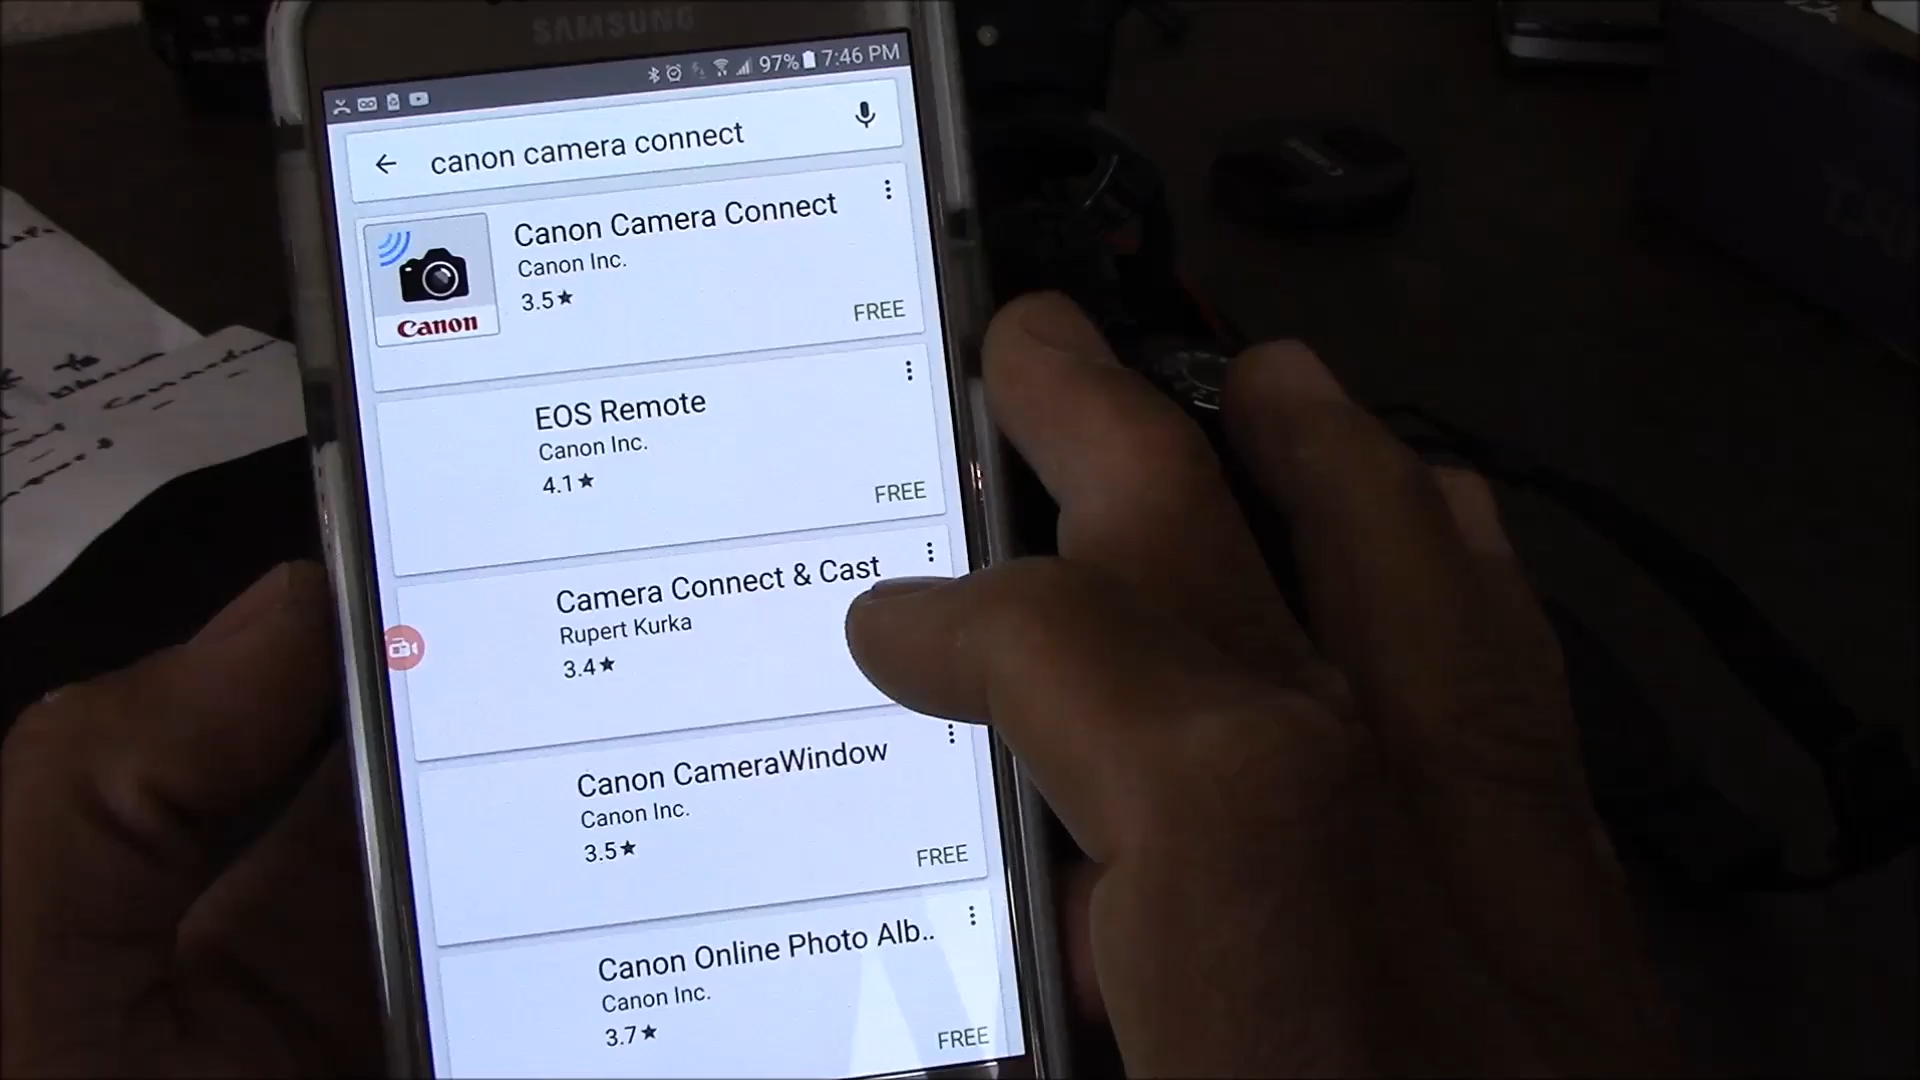 SAMSUNG
97% 7:46 PM
canon camera connect
Canon Camera Connect
Canon Inc.
3.5★
FREE
Canon
EOS Remote
Canon Inc.
4.1★
FREE
Camera Connect & Cast
Rupert Kurka
3.4★
Canon CameraWindow
Canon Inc.
3.5★
FREE
Canon Online Photo Alb..
Canon Inc.
3.7★
FREE